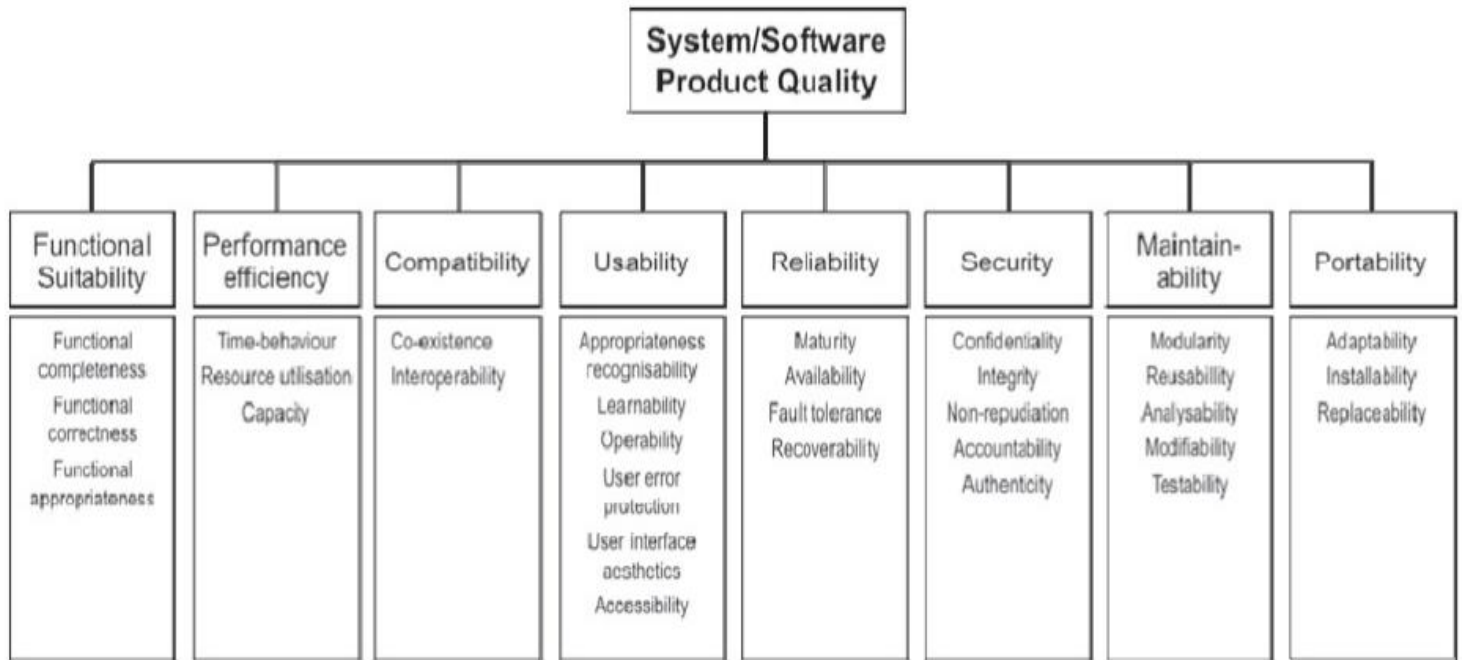 System/Software
Product Quality
Functional
Suitability
Performance
efficiency
Compatibility
Usability
Reliability
Security
Maintain-
ability
Portability
Functional
completeness
Functional
correctness
Functional
appropriateness
Time-behaviour
Resource utilisation
Capacity
Co-existence
Interoperability
Appropriateness
recognisability
Learnability
Operability
User error
protection
User interface
aesthetics
Accessibility
Maturity
Availability
Fault tolerance
Recoverability
Confidentiality
Integrity
Non-repudiation
Accountability
Authenticity
Modularity
Reusabillity
Analysability
Modifiability
Testability
Adaptability
Installability
Replaceability